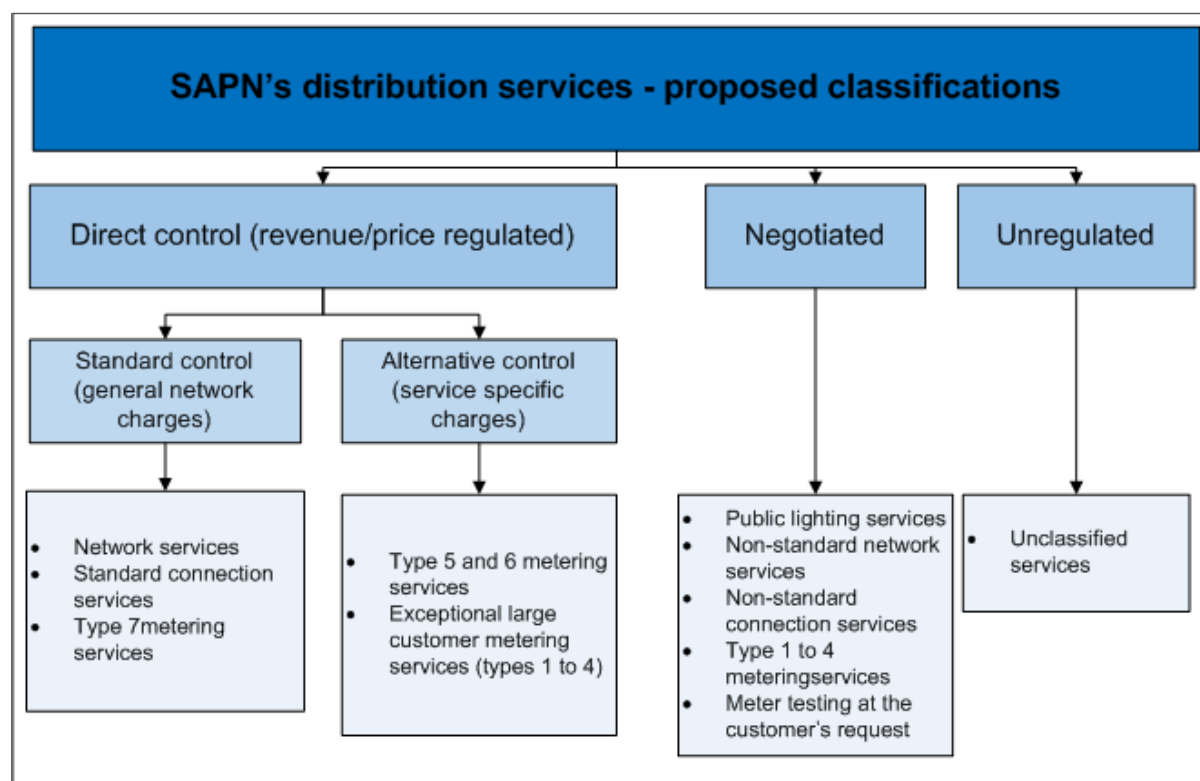 SAPN's distribution services - proposed classifications
Direct control (revenue/price regulated)
Negotiated
Unregulated
Standard control
(general network
charges)
Alternative control
(service specific
charges)
• Network services
• Standard connection
services
• Type 7metering
services
• Type 5 and 6 metering
services
• Exceptional large
customer metering
services (types 1 to 4)
• Public lighting services
• Non-standard network
services
• Non-standard
connection services
• Type 1 to 4
meteringservices
• Meter testing at the
customer's request
• Unclassified
services